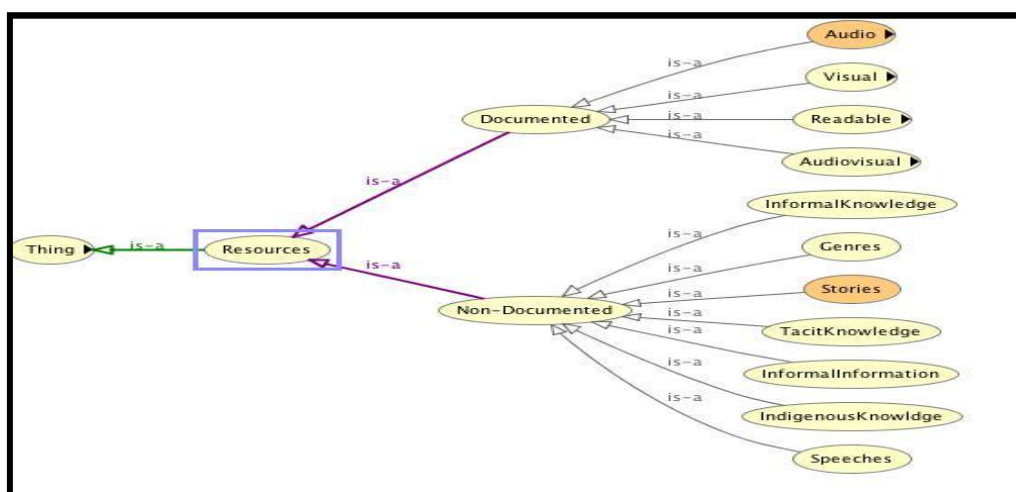 Audio
is-a
Visual
is-a
is-a
Documented
Readable
is-a
Audiovisual
is-a
InformalKnowledge
is-a
Genres
Thing
is-a
Resources
is-a
is-a
Stories
is-a
Non-Documented
is-a
TacitKnowledge
is-a
InformalInformation
is-a
is-a
IndigenousKnowldge
Speeches